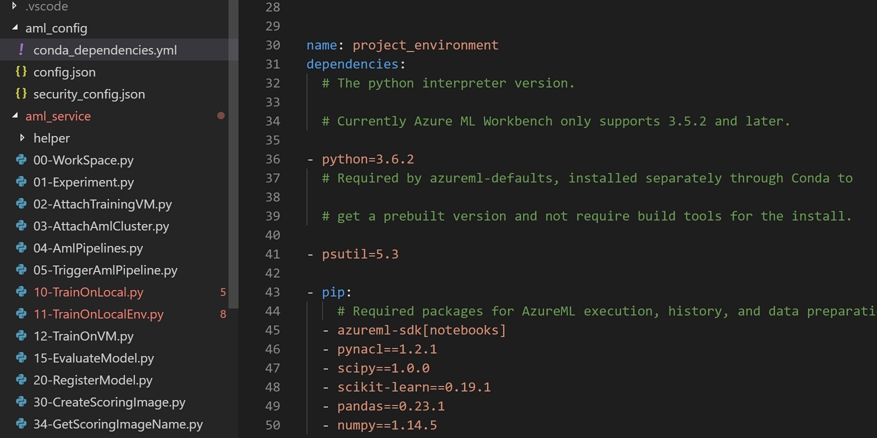 .vscode
aml_config
! conda_dependencies.yml
{} config.json
{} security_config.json
aml_service
helper
00-WorkSpace.py
01-Experiment.py
02-AttachTrainingVM.py
03-AttachAmlCluster.py
04-AmlPipelines.py
05-TriggerAmlPipeline.py
10-TrainOnLocal.py 5
11-TrainOnLocalEnv.py 8
12-TrainOnVM.py
15-EvaluateModel.py
20-RegisterModel.py
30-CreateScoringImage.py
34-GetScoringImageName.py
28
29
30 name: project_environment
31 dependencies:
32 # The python interpreter version.
33
34 # Currently Azure ML Workbench only supports 3.5.2 and later.
35
36 - python=3.6.2
37 # Required by azureml-defaults, installed separately through Conda to
38
39 # get a prebuilt version and not require build tools for the install.
40
41 - psutil=5.3
42
43 - pip:
44 # Required packages for AzureML execution, history, and data preparati
45 - azureml-sdk[notebooks]
46 - pynacl==1.2.1
47 - scipy==1.0.0
48 - scikit-learn==0.19.1
49 - pandas==0.23.1
50 - numpy==1.14.5